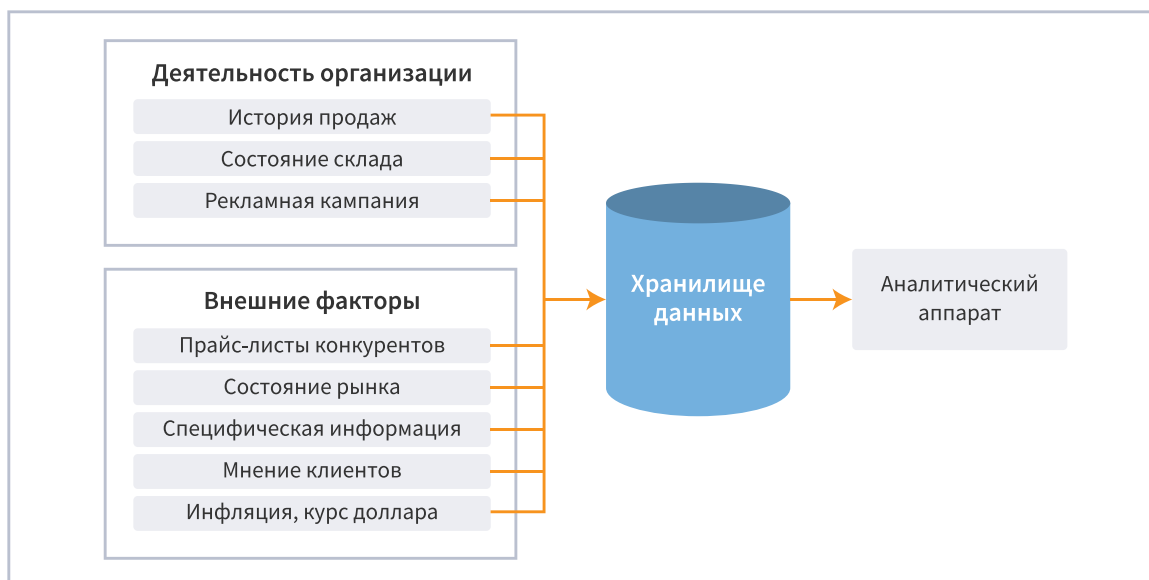 Деятельность организации
История продаж
Состояние склада
Рекламная кампания
Внешние факторы
Прайс-листы конкурентов
Состояние рынка
Специфическая информация
Мнение клиентов
Инфляция, курс доллара
Хранилище
данных
Аналитический
аппарат